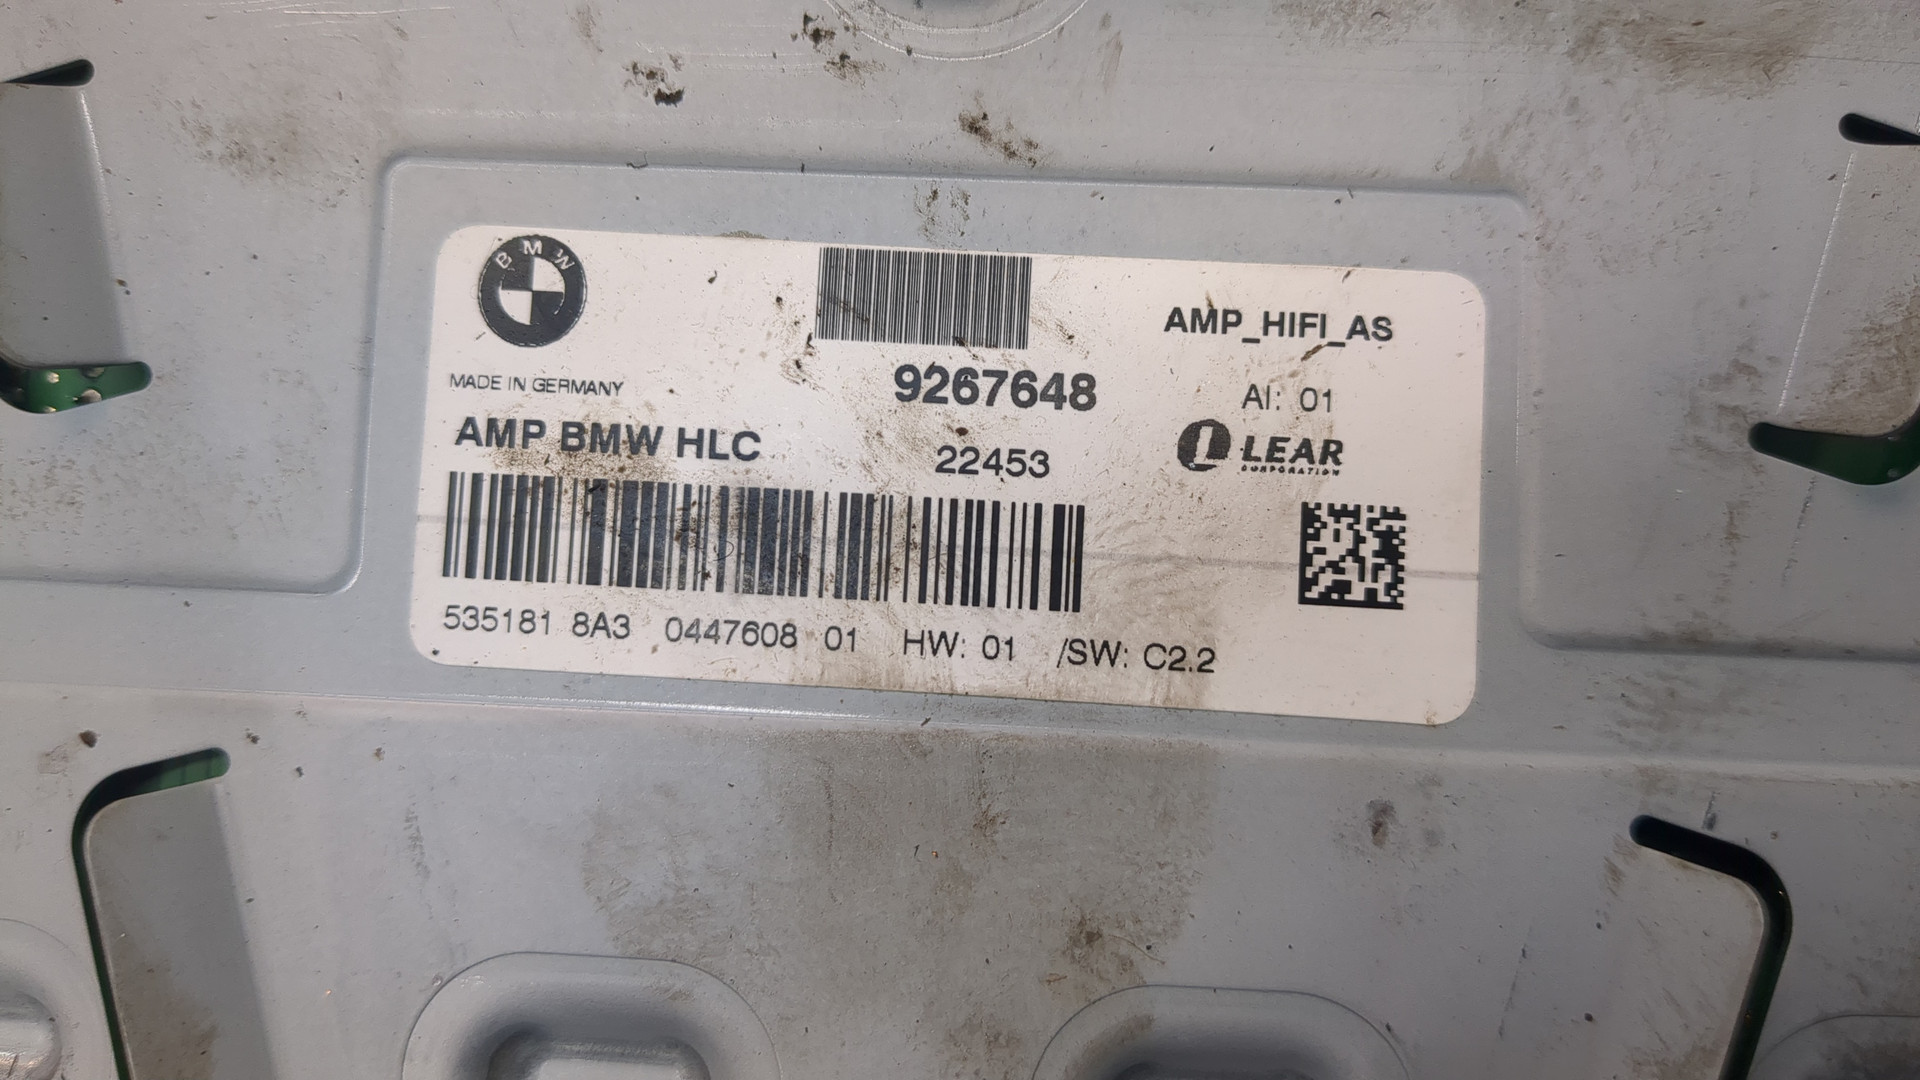 BMW
AMP_HIFI_AS
MADE IN GERMANY
9267648
AI: 01
AMP BMW HLC
22453
LEAR
CORPORATION
535181 8A3 0447608 01 HW: 01 /SW: C2.2